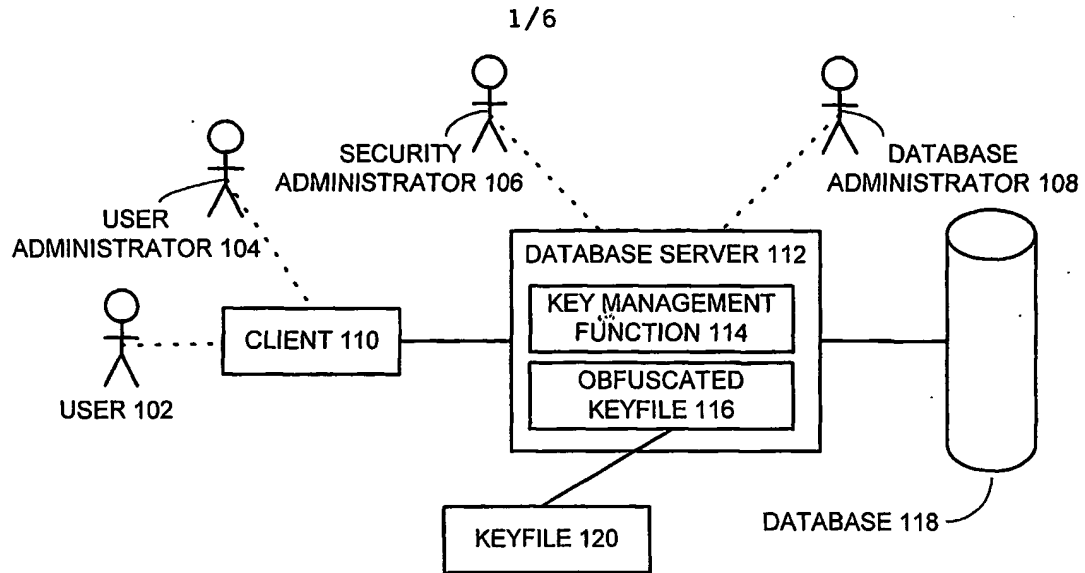 1/6
SECURITY
ADMINISTRATOR 106
DATABASE
ADMINISTRATOR 108
USER
ADMINISTRATOR 104
DATABASE SERVER 112
KEY MANAGEMENT
FUNCTION 114
CLIENT 110
OBFUSCATED
KEYFILE 116
USER 102
DATABASE 118
KEYFILE 120